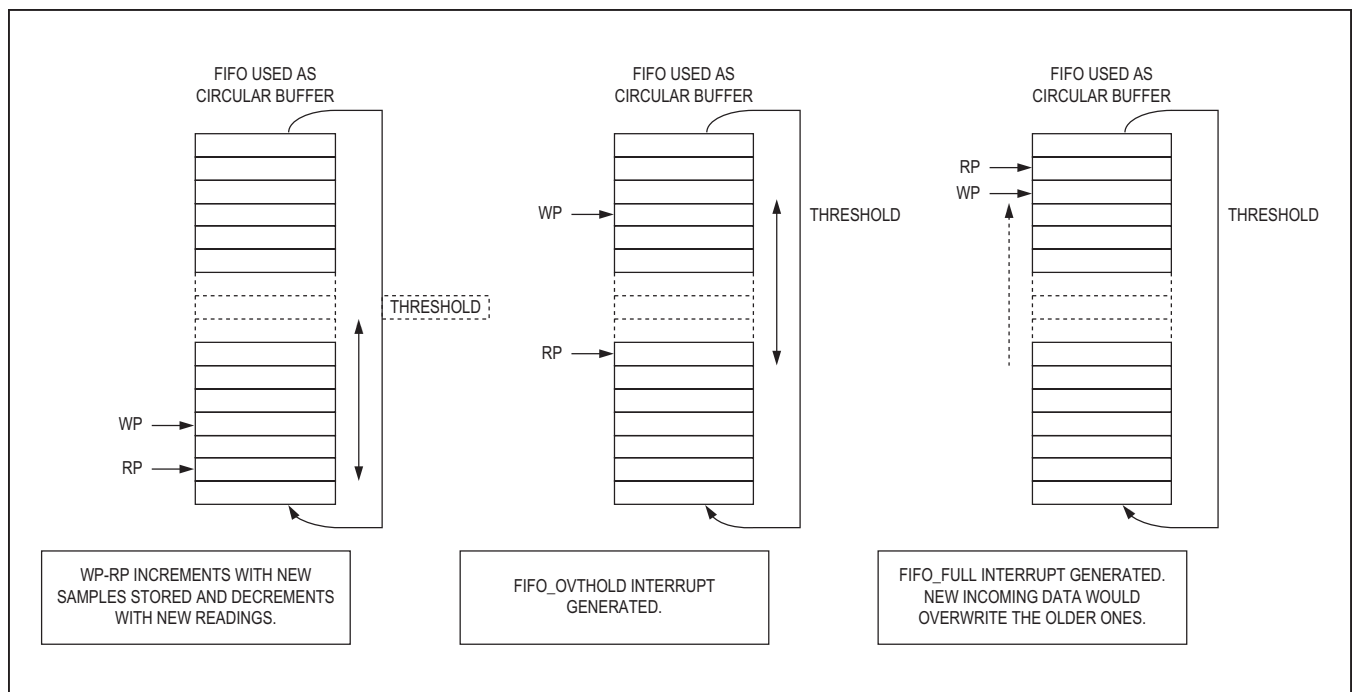 FIFO USED AS
CIRCULAR BUFFER
THRESHOLD
WP
RP
WP-RP INCREMENTS WITH NEW
SAMPLES STORED AND DECREMENTS
WITH NEW READINGS.
FIFO USED AS
CIRCULAR BUFFER
WP
THRESHOLD
RP
FIFO_OVTHOLD INTERRUPT
GENERATED.
FIFO USED AS
CIRCULAR BUFFER
RP
WP
THRESHOLD
FIFO_FULL INTERRUPT GENERATED.
NEW INCOMING DATA WOULD
OVERWRITE THE OLDER ONES.